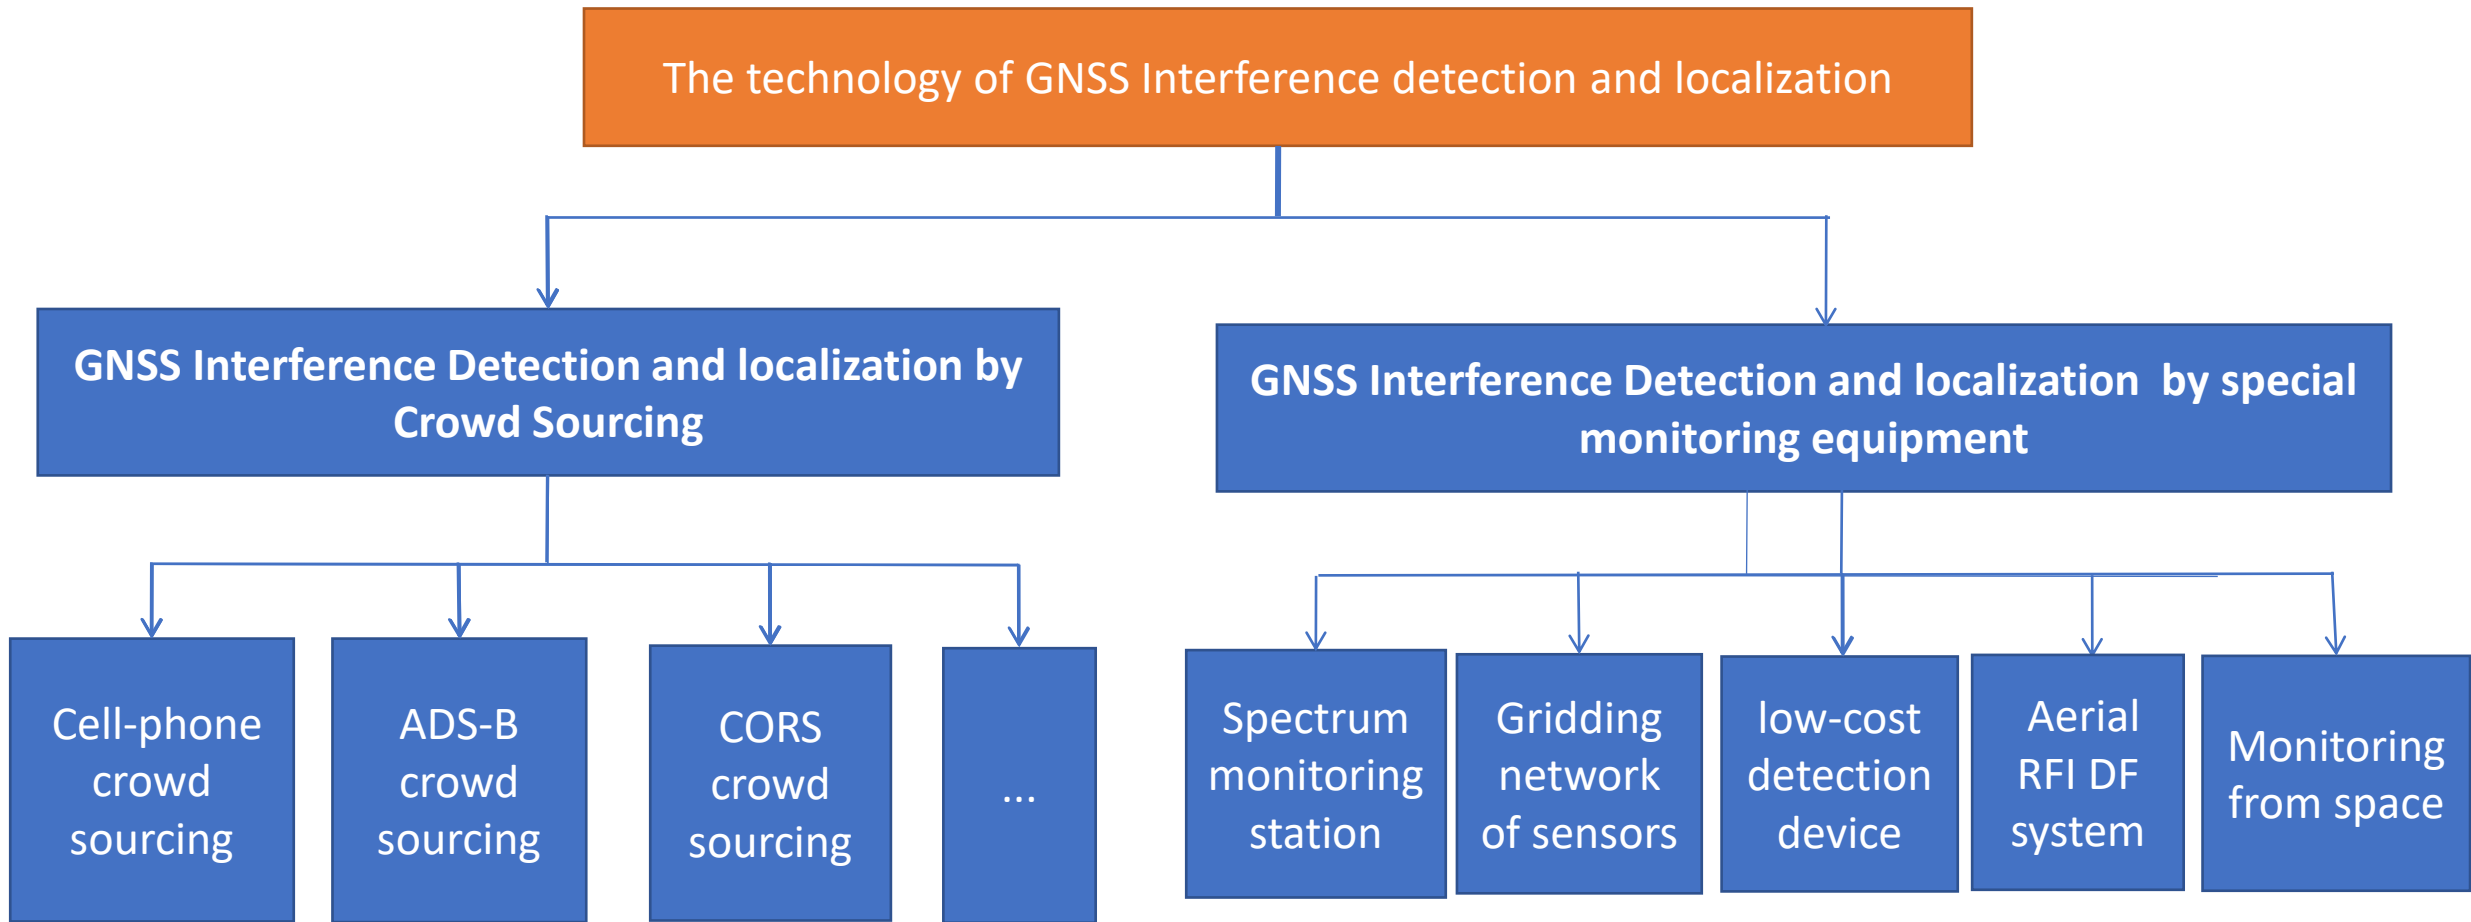 The technology of GNSS Interference detection and localization
GNSS Interference Detection and localization by
Crowd Sourcing
GNSS Interference Detection and localization  by special
monitoring equipment
Cell-phone
crowd
sourcing
ADS-B
crowd
sourcing
CORS
crowd
sourcing
...
Spectrum
monitoring
station
Gridding
network
of sensors
low-cost
detection
device
Aerial
RFI DF
system
Monitoring
from space